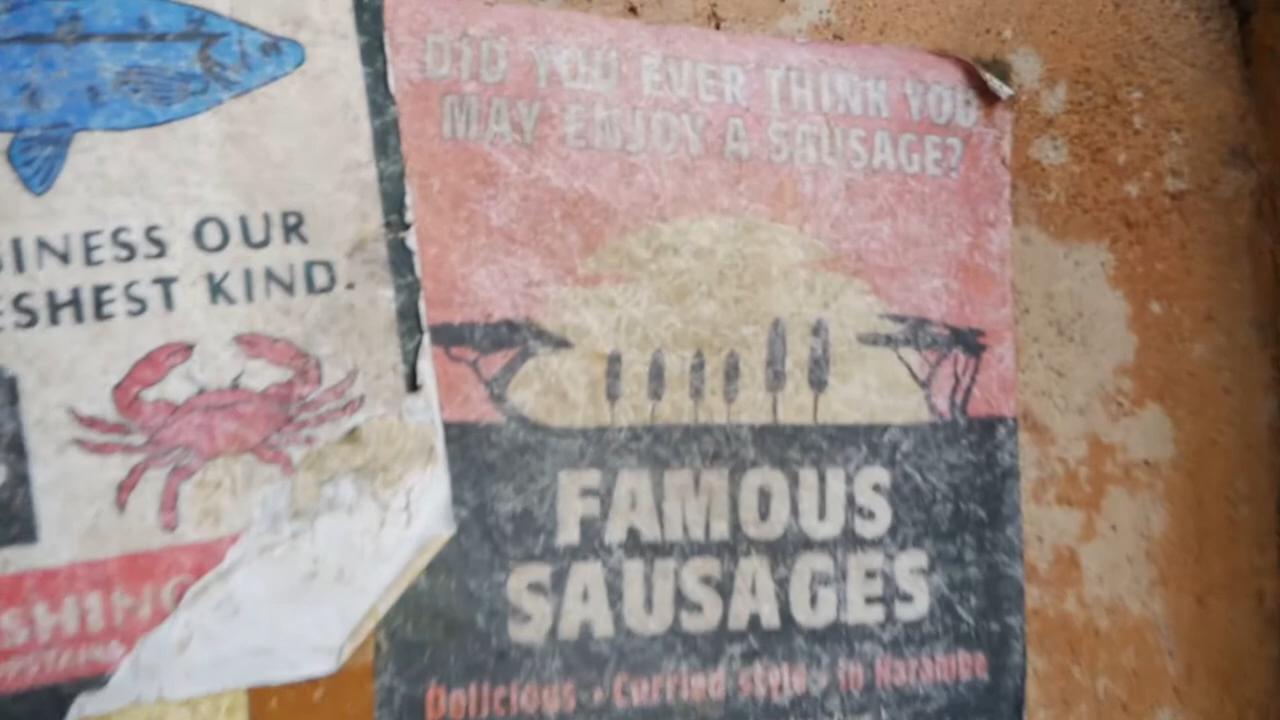 SINESS OUR
ESHEST KIND.
SHING
DID YOU EVER THINK YOU
MAY ENJOY A SAUSAGE?
FAMOUS
SAUSAGES
Delicious • Curried style • in Harambe